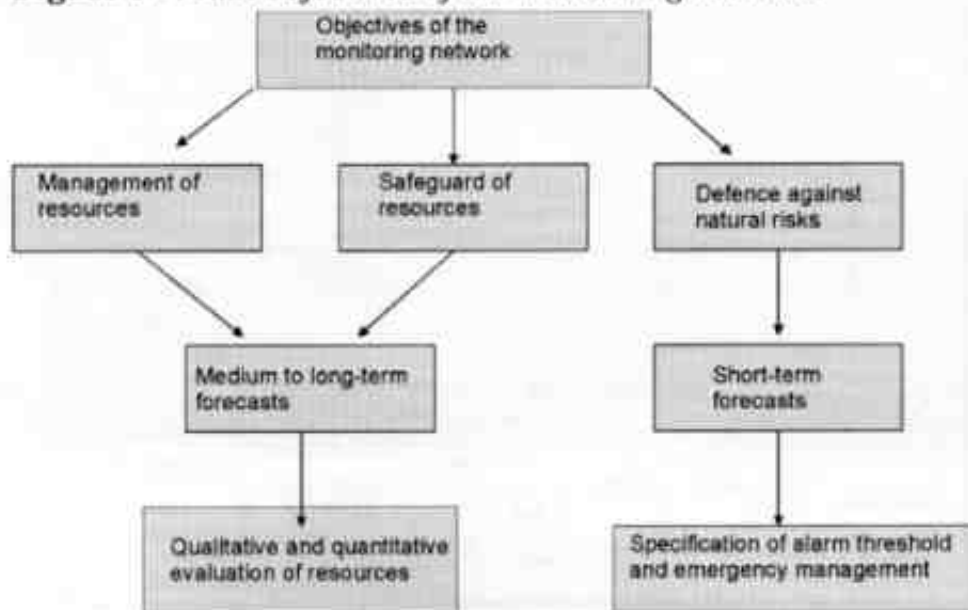 Objectives of the
monitoring network
Management of
resources
Safeguard of
resources
Defence against
natural risks
Medium to long-term
forecasts
Short-term
forecasts
Qualitative and quantitative
evaluation of resources
Specification of alarm threshold
and emergency management